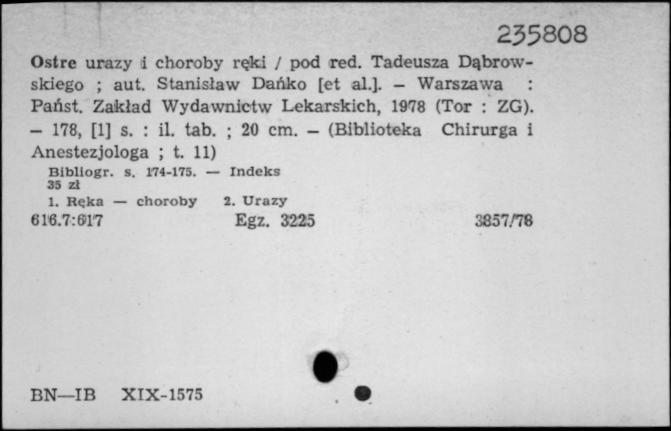 235808
Ostre urazy i choroby ręki / pod red. Tadeusza Dąbrow-
skiego ; aut. Stanisław Dańko [et al.]. — Warszawa :
Państ. Zakład Wydawnictw Lekarskich, 1978 (Tor : ZG).
— 178, [1] s. : il. tab. ; 20 cm. — (Biblioteka Chirurga i
Anestezjologa ; t. 11)
Bibliogr. s. 174-175. — Indeks
35 zł
1. Ręka — choroby 2. Urazy
616.7:617 Egz. 3225 3857/78
BN—IB XIX-1575